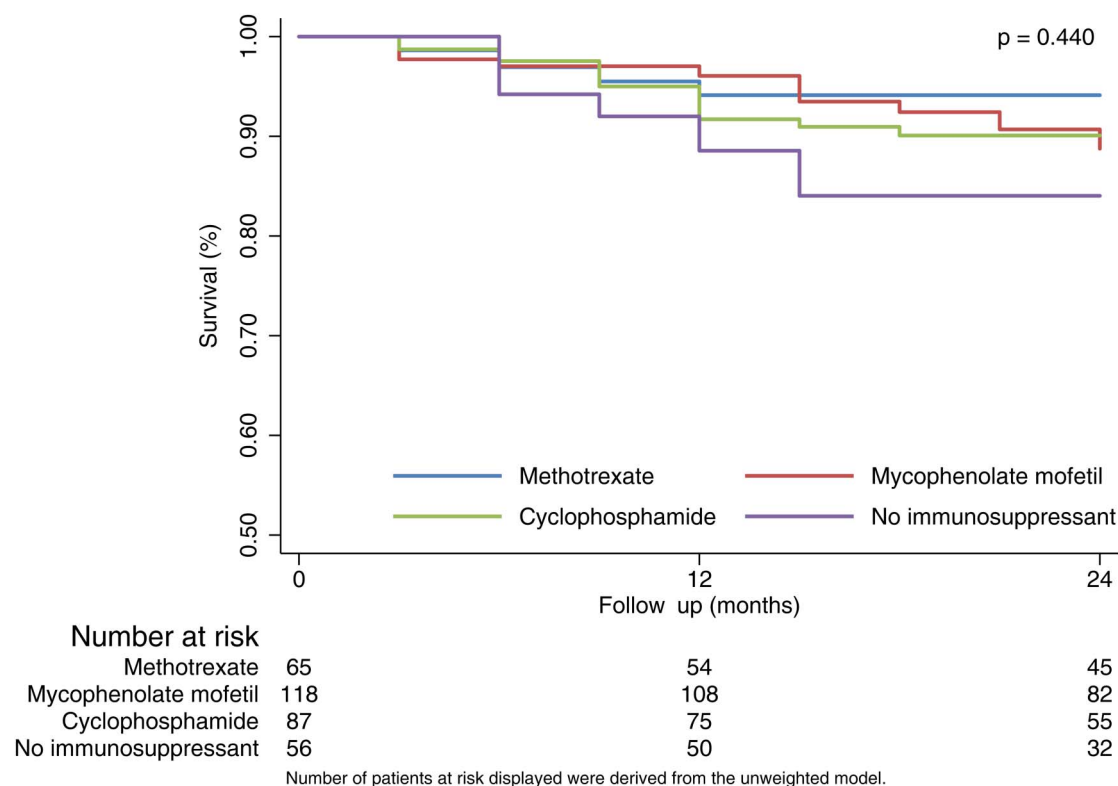 p = 0.440
1.00
0.90
0.80
0.70
0.60
0.50
Survival (%)
Methotrexate
Mycophenolate mofetil
Cyclophosphamide
No immunosuppressant
0 12 24
Follow up (months)
Number at risk
Methotrexate 65 54 45
Mycophenolate mofetil 118 108 82
Cyclophosphamide 87 75 55
No immunosuppressant 56 50 32
Number of patients at risk displayed were derived from the unweighted model.